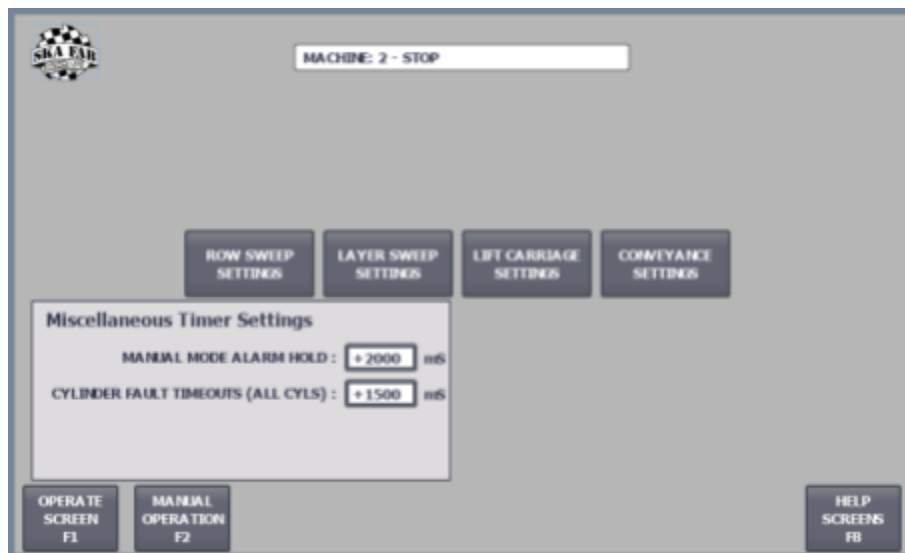 SKA FAB
MACHINE: 2 - STOP
ROW SWEEP
SETTINGS
LAYER SWEEP
SETTINGS
LIFT CARRIAGE
SETTINGS
CONVEYANCE
SETTINGS
Miscellaneous Timer Settings
MANUAL MODE ALARM HOLD : +2000 mS
CYLINDER FAULT TIMEOUTS (ALL CYLS) : +1500 mS
OPERATE
SCREEN
F1
MANUAL
OPERATION
F2
HELP
SCREENS
F8